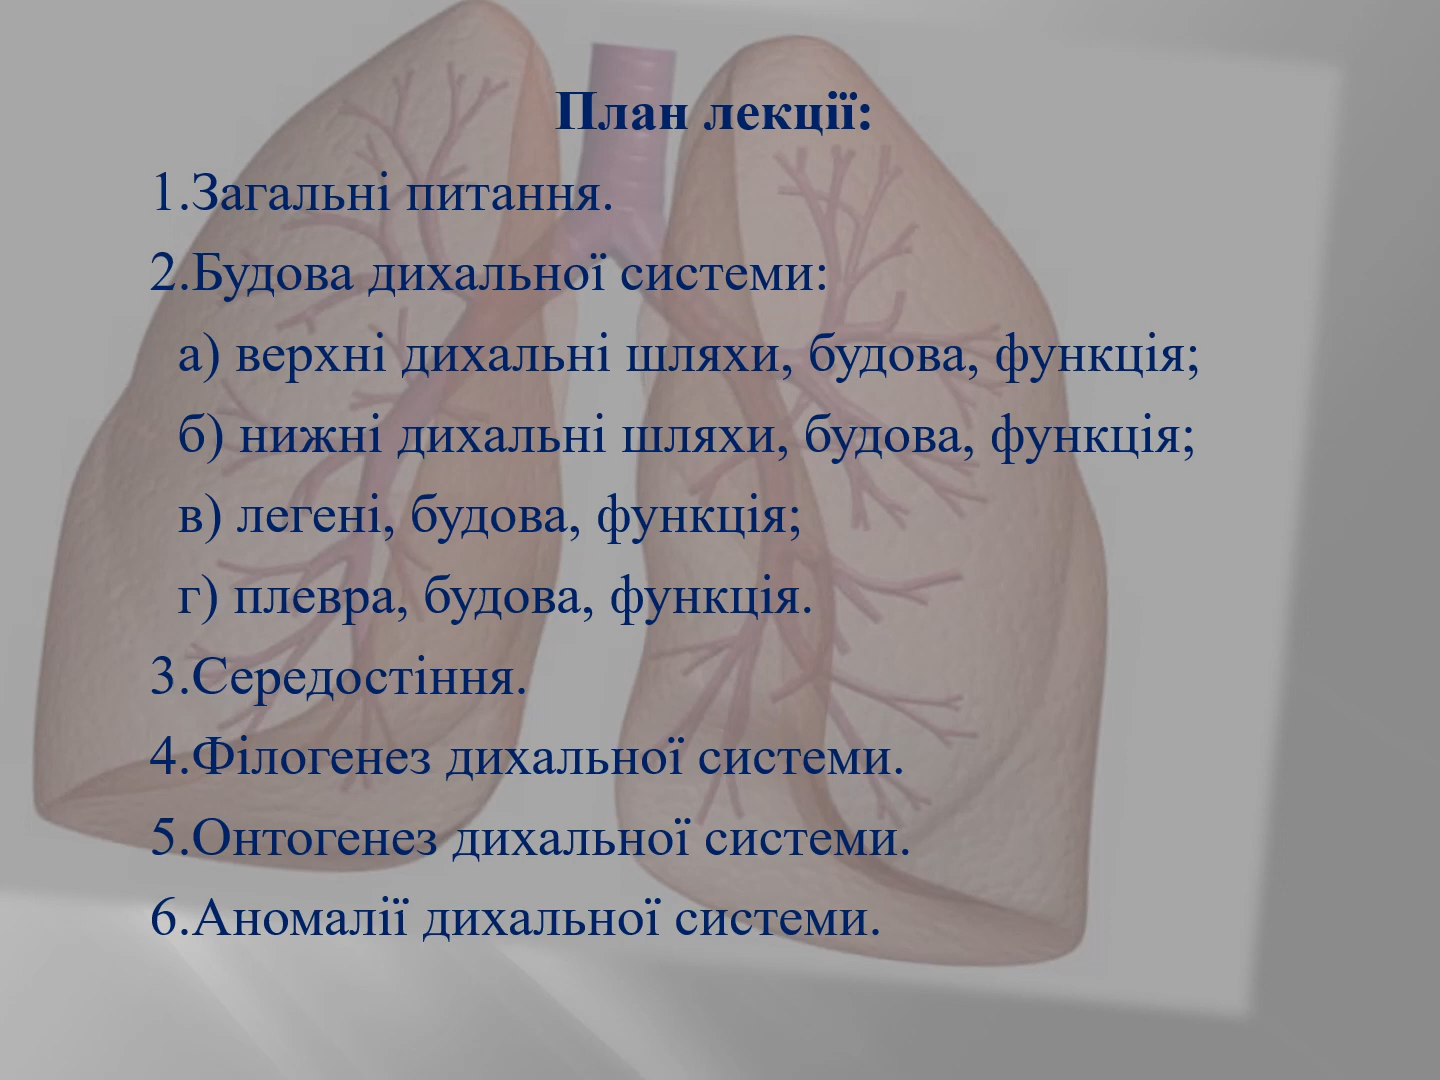 План лекції:
1.Загальні питання.
2.Будова дихальної системи:
а) верхні дихальні шляхи, будова, функція;
б) нижні дихальні шляхи, будова, функція;
в) легені, будова, функція;
г) плевра, будова, функція.
3.Середостіння.
4.Філогенез дихальної системи.
5.Онтогенез дихальної системи.
6.Аномалії дихальної системи.